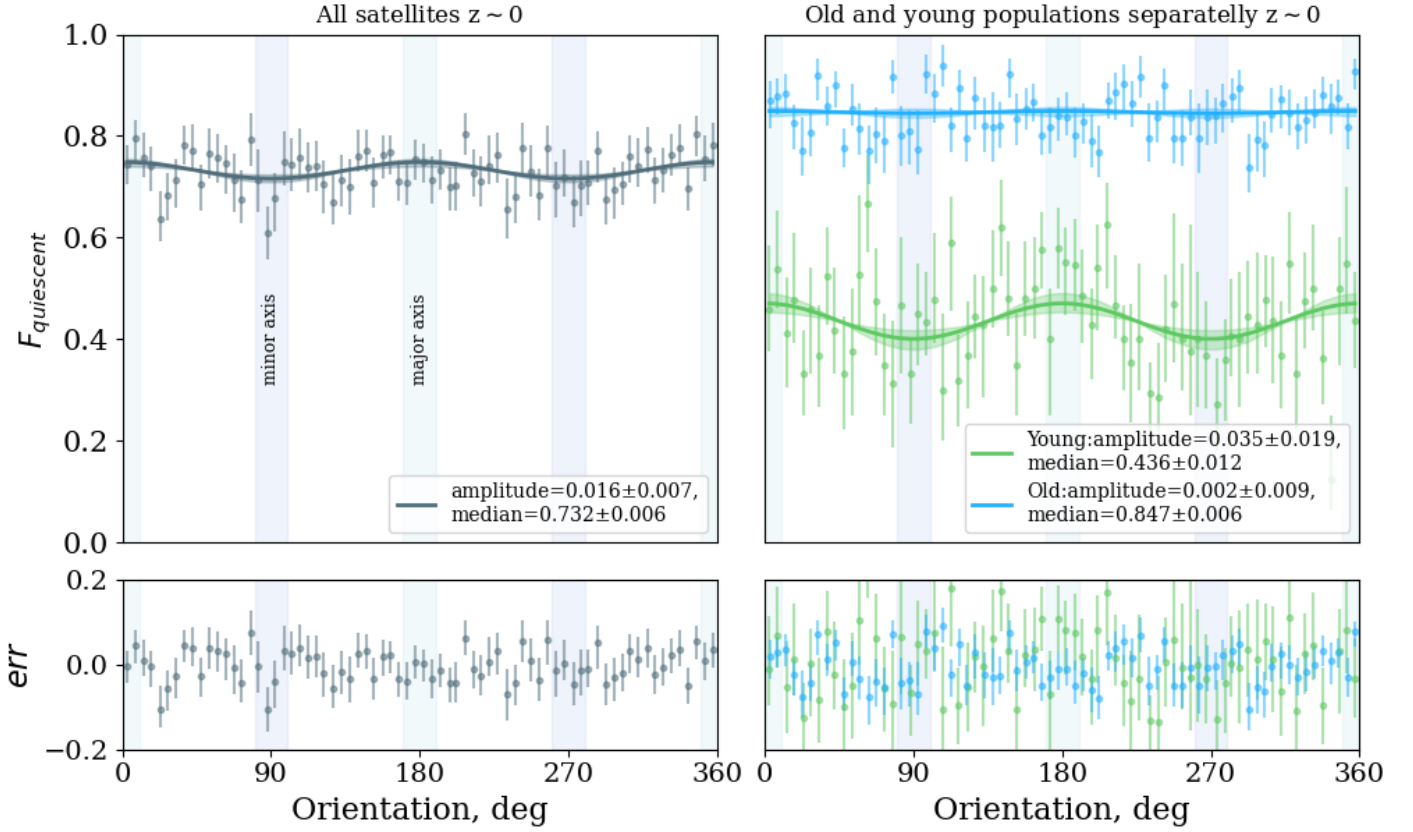 All satellites z ∼ 0
Old and young populations separatelly z ∼ 0
1.0
0.8
0.6
0.4
0.2
0.0
F_quiescent
minor axis
major axis
amplitude=0.016±0.007,
median=0.732±0.006
Young:amplitude=0.035±0.019,
median=0.436±0.012
Old:amplitude=0.002±0.009,
median=0.847±0.006
0.2
0.0
−0.2
err
0
90
180
270
360
0
90
180
270
360
Orientation, deg
Orientation, deg